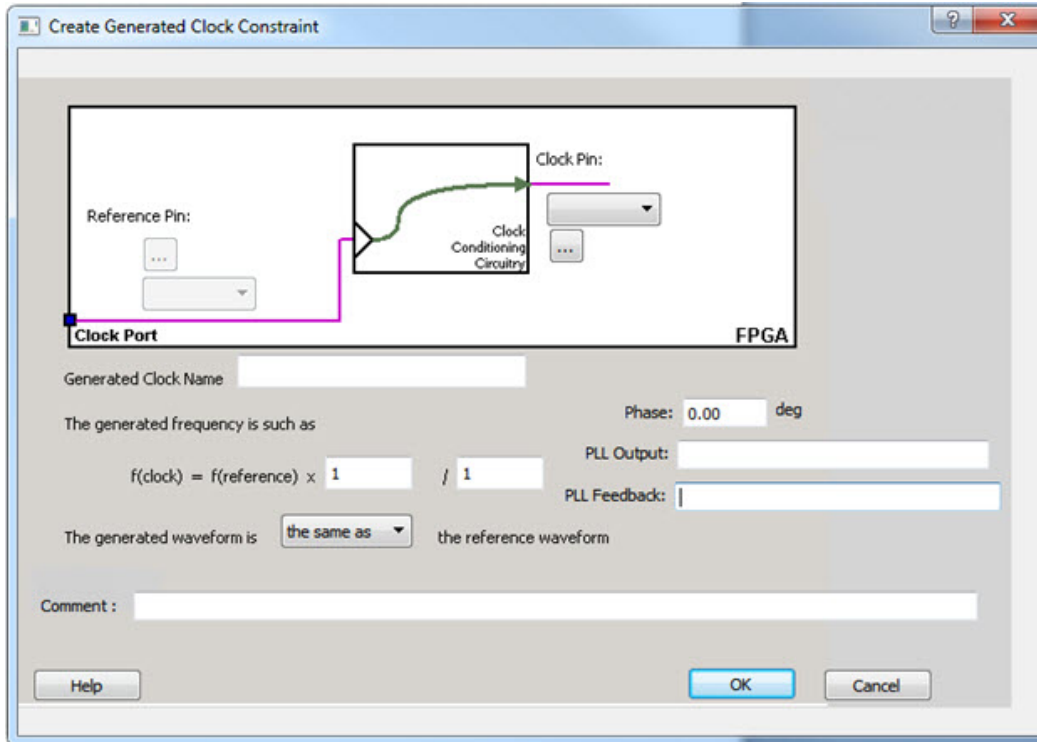 Create Generated Clock Constraint
?
Clock Pin:
Reference Pin:
...
Clock
Conditioning
Circuitry
...
Clock Port
FPGA
Generated Clock Name
Phase: 0.00 deg
The generated frequency is such as
PLL Output:
f(clock) = f(reference) x 1 / 1
PLL Feedback:
The generated waveform is the same as the reference waveform
Comment :
Help
OK
Cancel